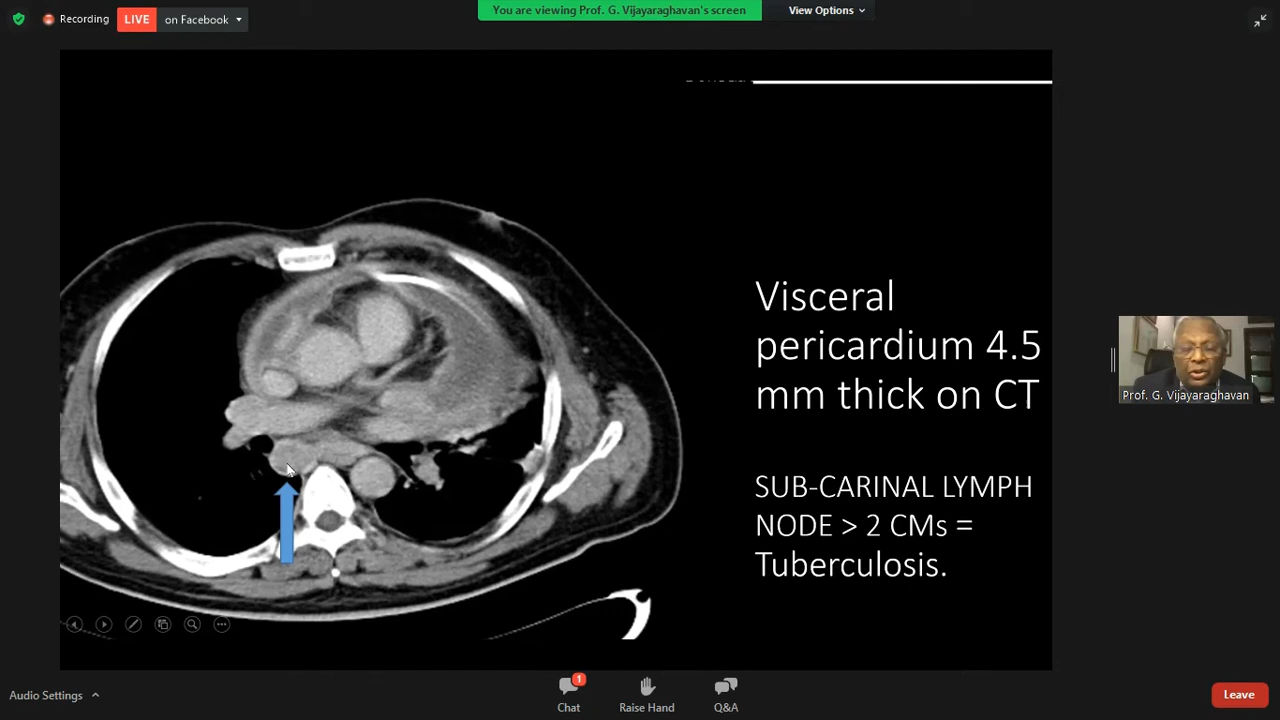 Recording
LIVE
on Facebook
You are viewing Prof. G. Vijayaraghavan's screen
View Options
Visceral
pericardium 4.5
mm thick on CT
SUB-CARINAL LYMPH
NODE > 2 CMs =
Tuberculosis.
Prof. G. Vijayaraghavan
Audio Settings
1
Chat
Raise Hand
Q&A
Leave